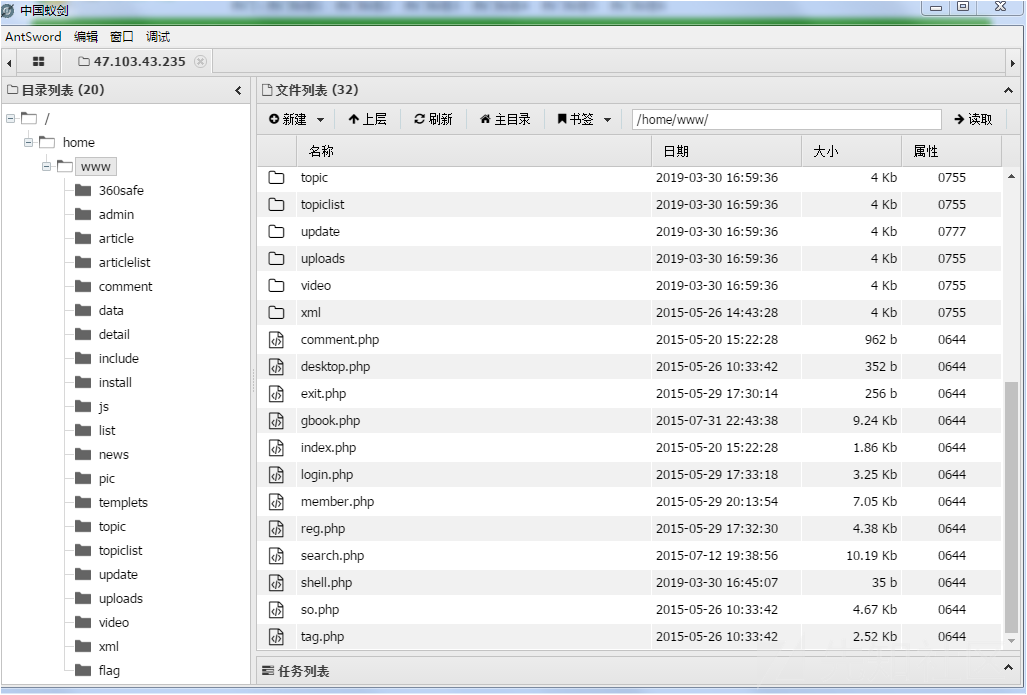 中国蚁剑
AntSword 编辑 窗口 调试
47.103.43.235
目录列表 (20)
/
home
www
360safe
admin
article
articlelist
comment
data
detail
include
install
js
list
news
pic
templets
topic
topiclist
update
uploads
video
xml
flag
文件列表 (32)
新建 上层 刷新 主目录 书签 /home/www/ 读取
名称 日期 大小 属性
topic 2019-03-30 16:59:36 4 Kb 0755
topiclist 2019-03-30 16:59:36 4 Kb 0755
update 2019-03-30 16:59:36 4 Kb 0777
uploads 2019-03-30 16:59:36 4 Kb 0755
video 2019-03-30 16:59:36 4 Kb 0755
xml 2015-05-26 14:43:28 4 Kb 0755
comment.php 2015-05-20 15:22:28 962 b 0644
desktop.php 2015-05-26 10:33:42 352 b 0644
exit.php 2015-05-29 17:30:14 256 b 0644
gbook.php 2015-07-31 22:43:38 9.24 Kb 0644
index.php 2015-05-20 15:22:28 1.86 Kb 0644
login.php 2015-05-29 17:33:18 3.25 Kb 0644
member.php 2015-05-29 20:13:54 7.05 Kb 0644
reg.php 2015-05-29 17:32:30 4.38 Kb 0644
search.php 2015-07-12 19:38:56 10.19 Kb 0644
shell.php 2019-03-30 16:45:07 35 b 0644
so.php 2015-05-26 10:33:42 4.67 Kb 0644
tag.php 2015-05-26 10:33:42 2.52 Kb 0644
任务列表